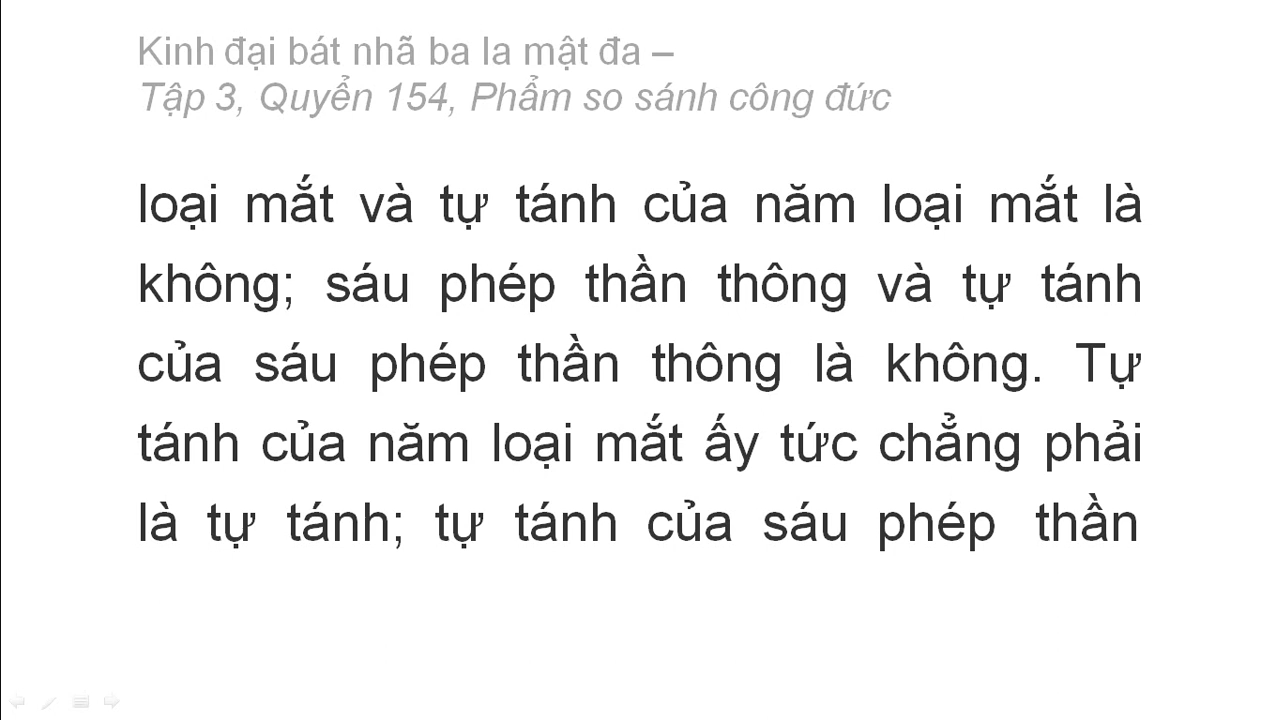 Kinh đại bát nhã ba la mật đa –
Tập 3, Quyển 154, Phẩm so sánh công đức
loại mắt và tự tánh của năm loại mắt là
không; sáu phép thần thông và tự tánh
của sáu phép thần thông là không. Tự
tánh của năm loại mắt ấy tức chẳng phải
là tự tánh; tự tánh của sáu phép thần